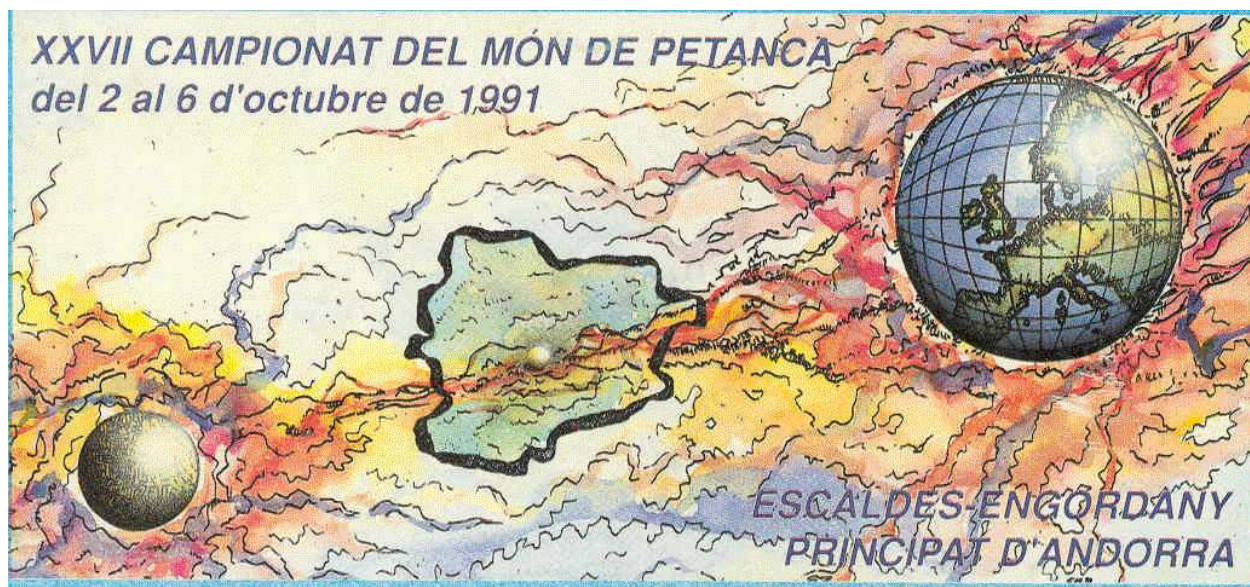 XXVII CAMPIONAT DEL MÓN DE PETANCA
del 2 al 6 d'octubre de 1991
ESCALDES-ENGORDANY
PRINCIPAT D'ANDORRA